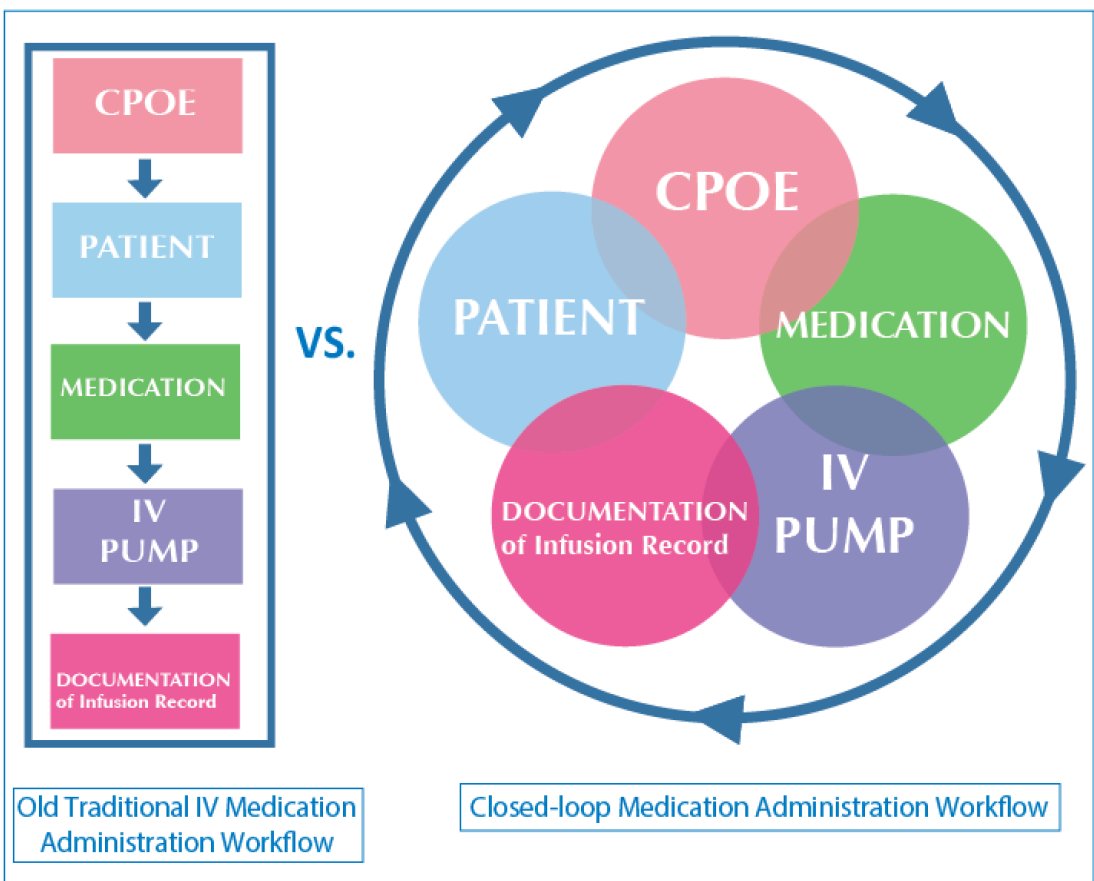 CPOE
PATIENT
MEDICATION
IV
PUMP
DOCUMENTATION
of Infusion Record
VS.
CPOE
PATIENT
MEDICATION
DOCUMENTATION
of Infusion Record
IV
PUMP
Old Traditional IV Medication
Administration Workflow
Closed-loop Medication Administration Workflow